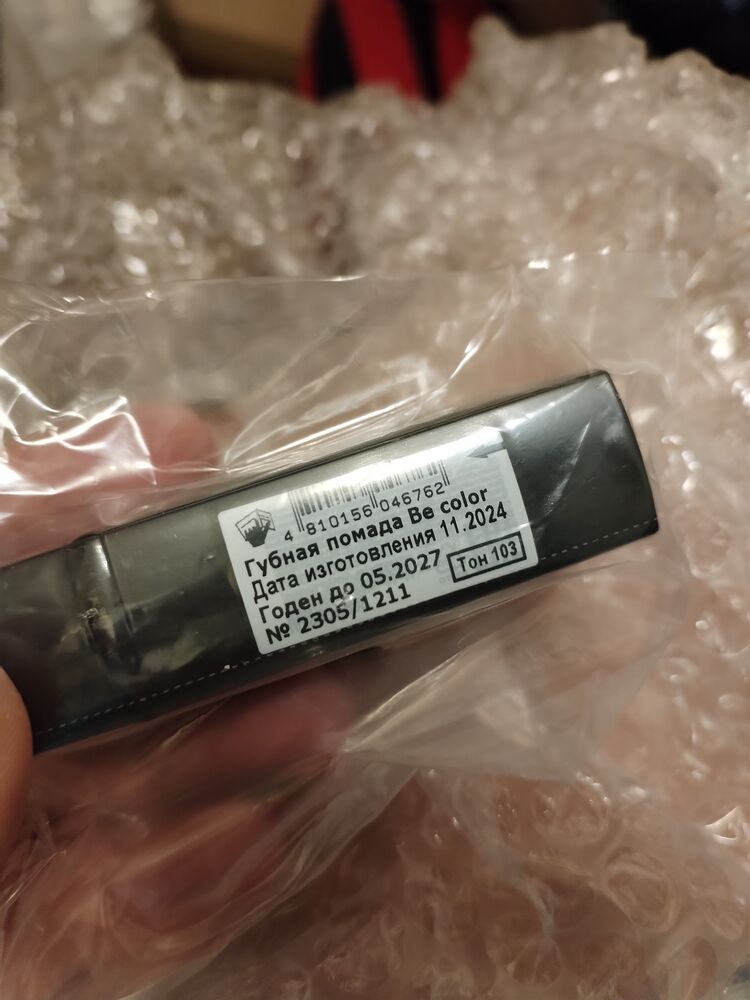 4 810156 046762
Губная помада Be color
Дата изготовления 11.2024
Годен до 05.2027
Тон 103
№ 2305/1211